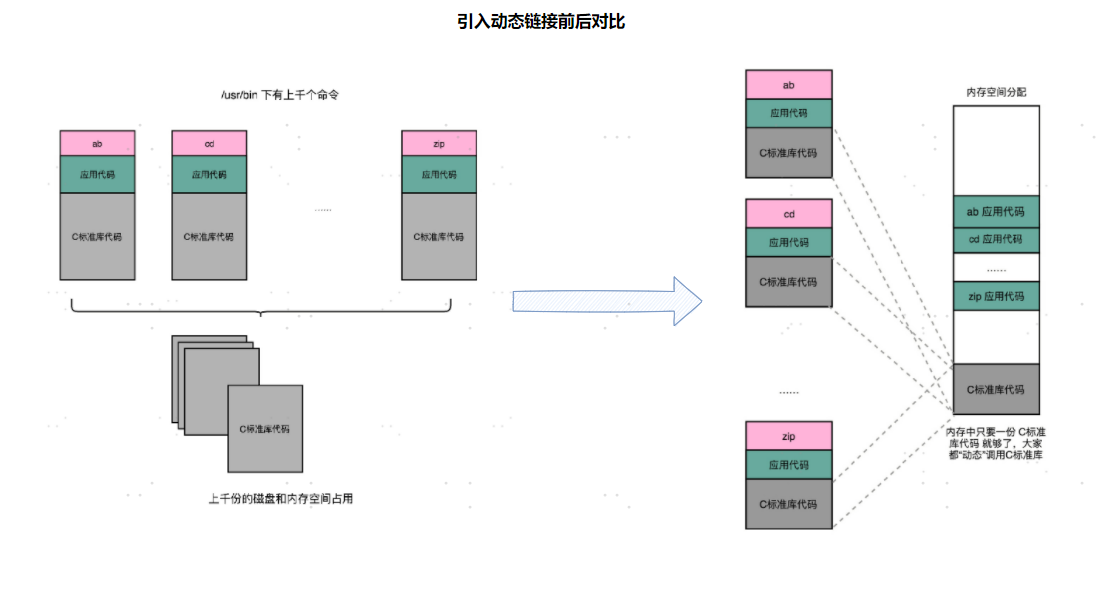 引入动态链接前后对比
/usr/bin 下有上千个命令
ab
应用代码
C标准库代码
cd
应用代码
C标准库代码
......
zip
应用代码
C标准库代码
C标准库代码
上千份的磁盘和内存空间占用
ab
应用代码
C标准库代码
cd
应用代码
C标准库代码
......
zip
应用代码
C标准库代码
内存空间分配
ab 应用代码
cd 应用代码
......
zip 应用代码
C标准库代码
内存中只要一份 C标准
库代码 就够了，大家
都“动态”调用C标准库